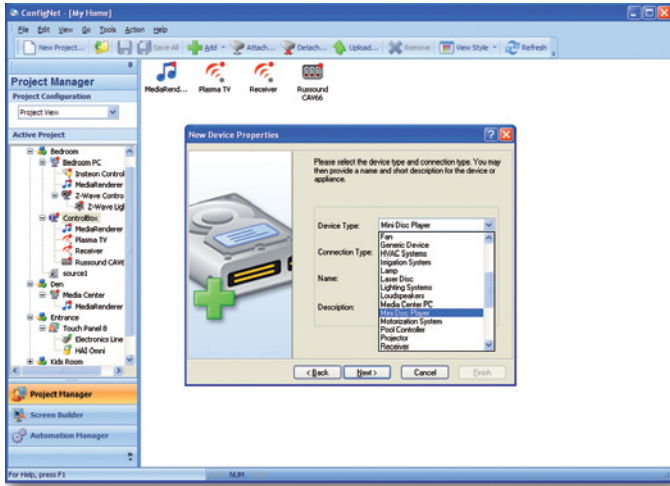 ConfigNet - [My Home]
File Edit View Go Tools Action Help
New Project... Save All Add Attach... Detach... Upload... Remove View Style Refresh
Project Manager
Project Configuration
Project View
Active Project
Bedroom
Bedroom PC
Insteon Control
MediaRenderer
Z-Wave Contro
Z-Wave Ligl
ControlBox
MediaRenderer
Plasma TV
Receiver
Russound CAV6
source1
Den
Media Center
MediaRenderer
Entrance
Touch Panel 8
Electronics Line
HAI Omni
Kids Room
Project Manager
Screen Builder
Automation Manager
For Help, press F1
NUM
MediaRend...
Plasma TV
Receiver
Russound
CAV66
New Device Properties
Please select the device type and connection type. You may
then provide a name and short description for the device or
appliance.
Device Type: Mini Disc Player
Connection Type:
Name:
Description:
Fan
Generic Device
HVAC Systems
Irrigation System
Lamp
Laser Disc
Lighting Systems
Loudspeakers
Media Center PC
Mini Disc Player
Motorization System
Pool Controller
Projector
Receiver
< Back Next > Cancel Finish